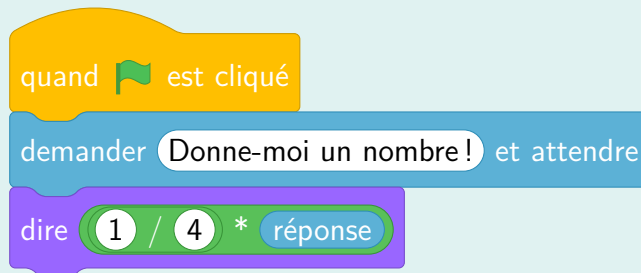 quand est cliqué
demander Donne-moi un nombre ! et attendre
dire 1 / 4 * réponse